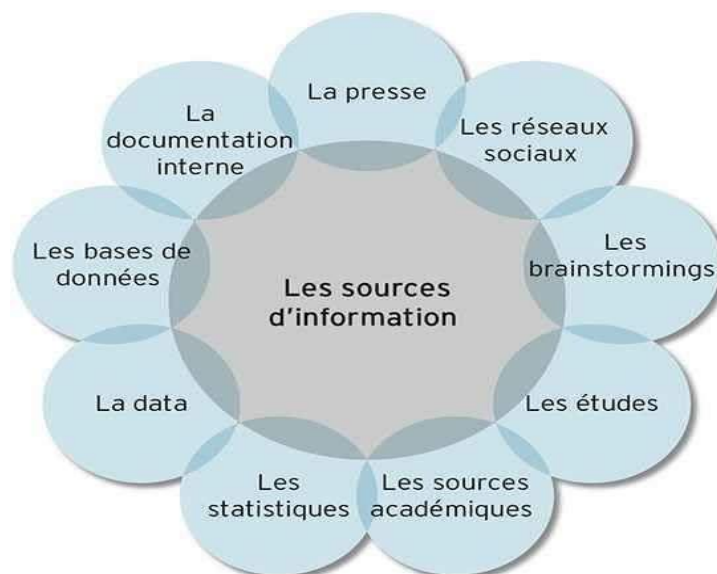 La presse
Les réseaux
sociaux
Les
brainstormings
Les études
Les sources
académiques
Les
statistiques
La data
Les bases de
données
La
documentation
interne
Les sources
d'information